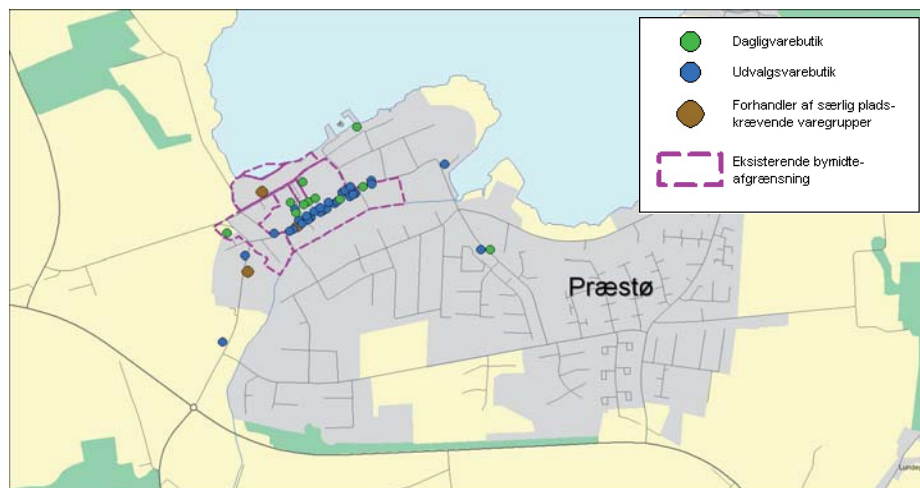 Dagligvarebutik
Udvalgsvarebutik
Forhandler af særlig plads-
krævende varegrupper
Eksisterende bymidte-
afgrænsning
Præstø